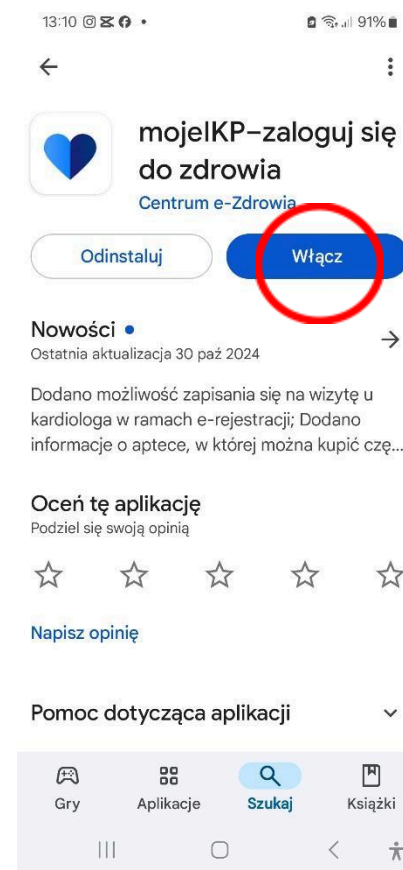 13:10
91%
mojeIKP–zaloguj się
do zdrowia
Centrum e-Zdrowia
Odinstaluj
Włącz
Nowości
Ostatnia aktualizacja 30 paź 2024
Dodano możliwość zapisania się na wizytę u
kardiologa w ramach e-rejestracji; Dodano
informacje o aptece, w której można kupić czę...
Oceń tę aplikację
Podziel się swoją opinią
Napisz opinię
Pomoc dotycząca aplikacji
Gry
Aplikacje
Szukaj
Książki